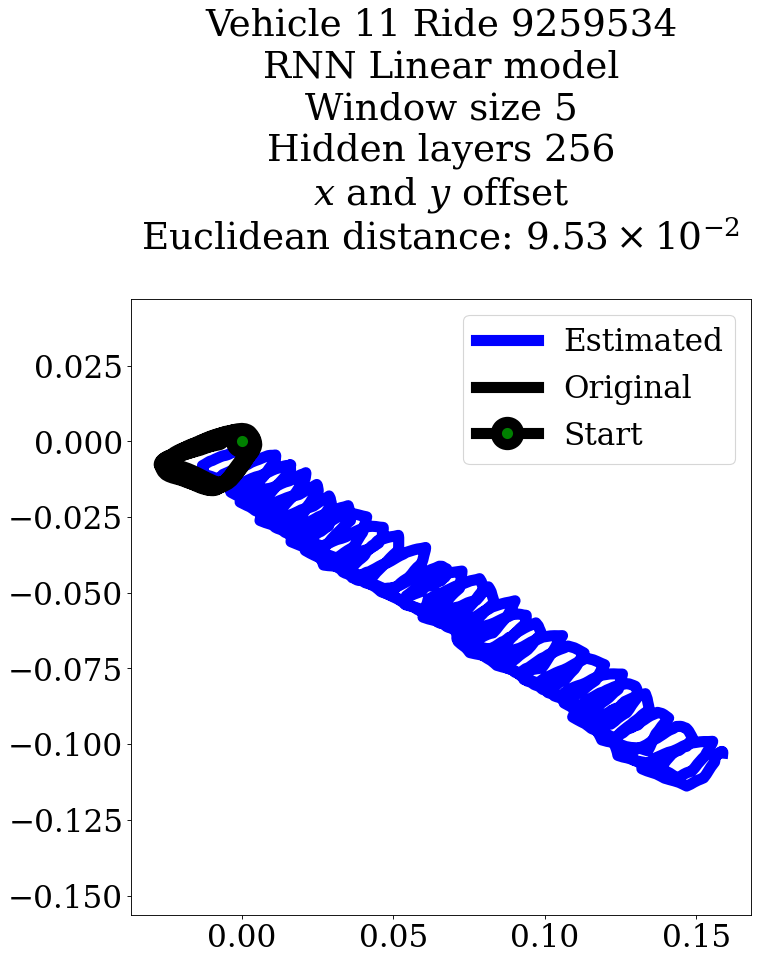 Vehicle 11 Ride 9259534
RNN Linear model
Window size 5
Hidden layers 256
x and y offset
Euclidean distance: 9.53 × 10⁻²
Estimated
Original
Start
0.025
0.000
−0.025
−0.050
−0.075
−0.100
−0.125
−0.150
0.00 0.05 0.10 0.15